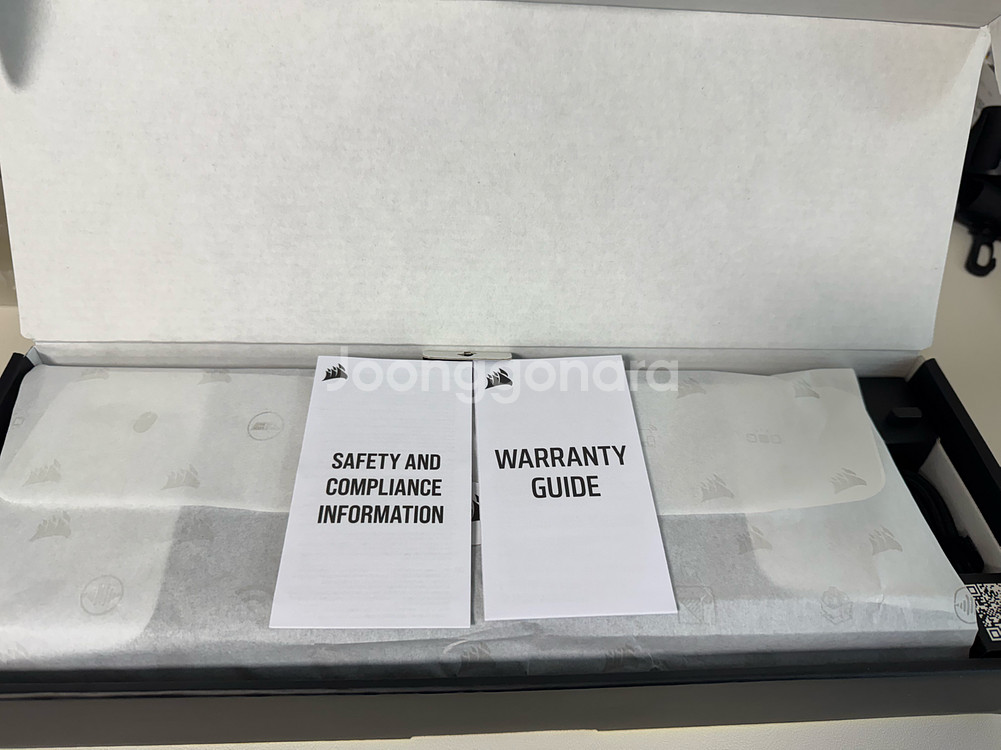 Joonggonara
SAFETY AND
COMPLIANCE
INFORMATION
WARRANTY
GUIDE